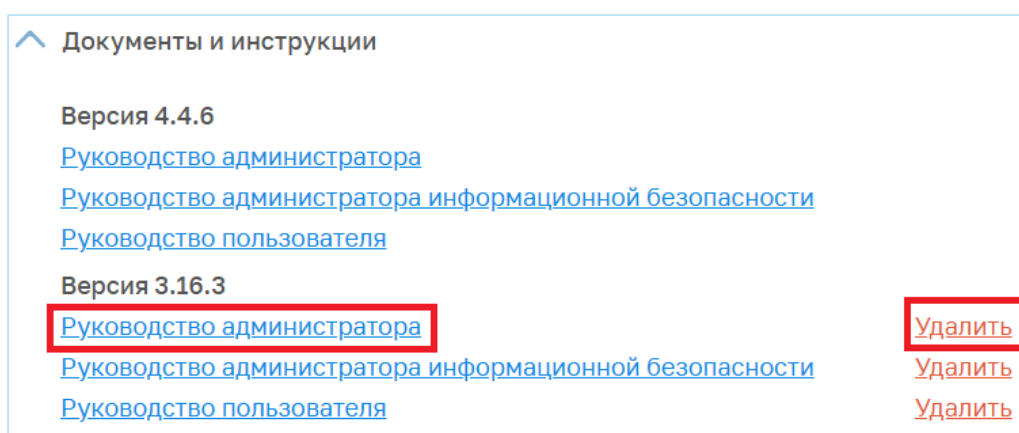 Документы и инструкции
Версия 4.4.6
Руководство администратора
Руководство администратора информационной безопасности
Руководство пользователя
Версия 3.16.3
Руководство администратора Удалить
Руководство администратора информационной безопасности Удалить
Руководство пользователя Удалить